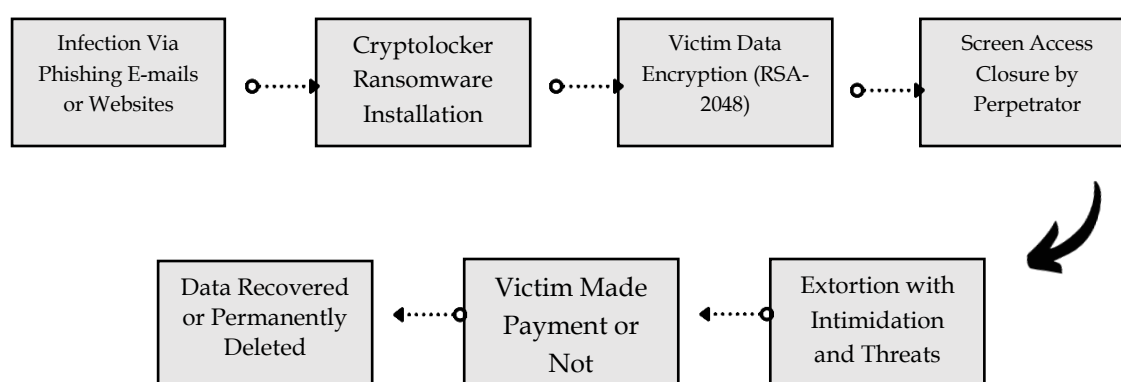 Infection Via
Phishing E-mails
or Websites
Cryptolocker
Ransomware
Installation
Victim Data
Encryption (RSA-
2048)
Screen Access
Closure by
Perpetrator
Extortion with
Intimidation
and Threats
Victim Made
Payment or
Not
Data Recovered
or Permanently
Deleted